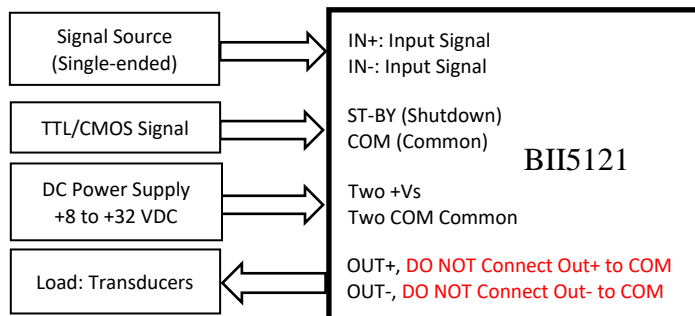 Signal Source
(Single-ended)
IN+: Input Signal
IN-: Input Signal
TTL/CMOS Signal
ST-BY (Shutdown)
COM (Common)
BII5121
DC Power Supply
+8 to +32 VDC
Two +Vs
Two COM Common
Load: Transducers
OUT+, DO NOT Connect Out+ to COM
OUT-, DO NOT Connect Out- to COM